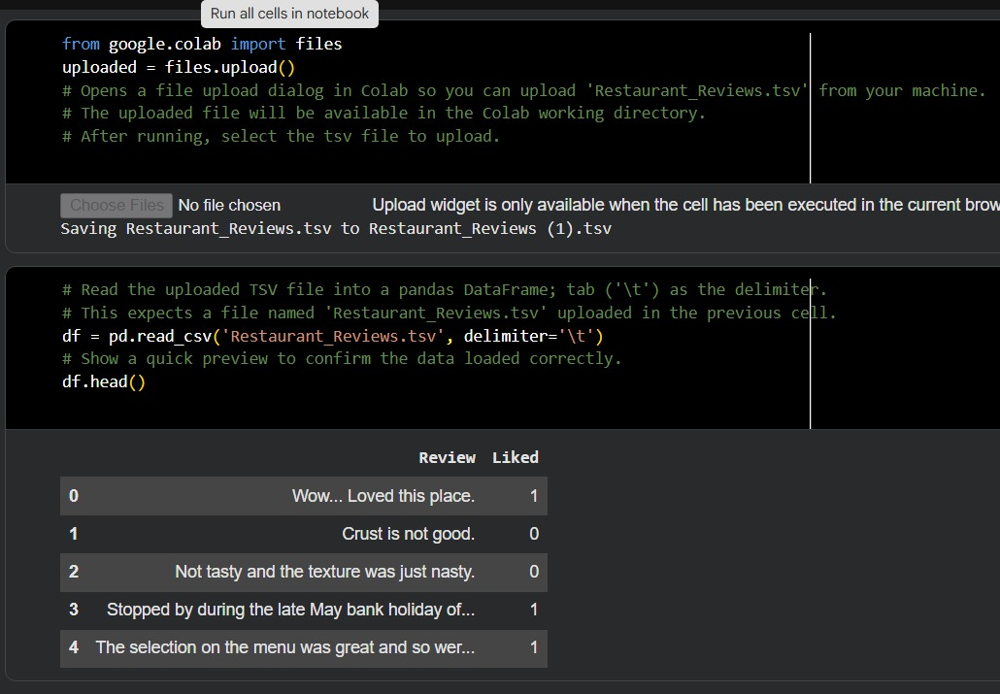 Run all cells in notebook
from google.colab import files
uploaded = files.upload()
# Opens a file upload dialog in Colab so you can upload 'Restaurant_Reviews.tsv' from your machine.
# The uploaded file will be available in the Colab working directory.
# After running, select the tsv file to upload.
Choose Files No file chosen Upload widget is only available when the cell has been executed in the current brow
Saving Restaurant_Reviews.tsv to Restaurant_Reviews (1).tsv
# Read the uploaded TSV file into a pandas DataFrame; tab ('\t') as the delimiter.
# This expects a file named 'Restaurant_Reviews.tsv' uploaded in the previous cell.
df = pd.read_csv('Restaurant_Reviews.tsv', delimiter='\t')
# Show a quick preview to confirm the data loaded correctly.
df.head()
Review Liked
0 Wow... Loved this place. 1
1 Crust is not good. 0
2 Not tasty and the texture was just nasty. 0
3 Stopped by during the late May bank holiday of... 1
4 The selection on the menu was great and so wer... 1